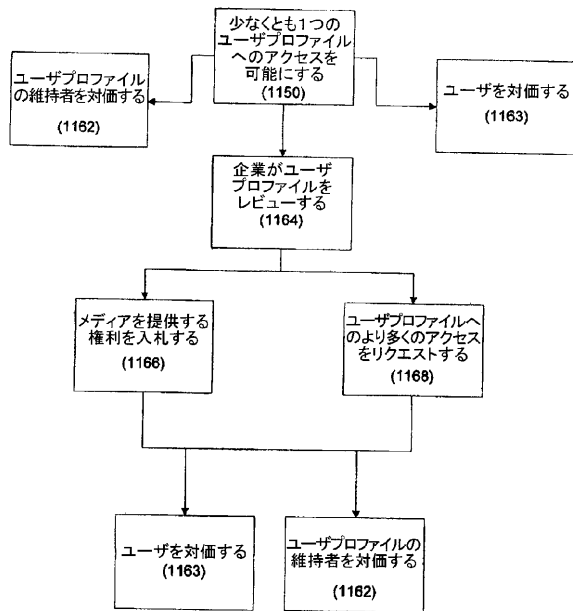 少なくとも1つの
ユーザプロファイル
へのアクセスを
可能にする
(1150)
ユーザプロファイル
の維持者を対価する
(1162)
ユーザを対価する
(1163)
企業がユーザ
プロファイルを
レビューする
(1164)
メディアを提供する
権利を入札する
(1166)
ユーザプロファイルへ
のより多くのアクセス
をリクエストする
(1168)
ユーザを対価する
(1163)
ユーザプロファイルの
維持者を対価する
(1162)